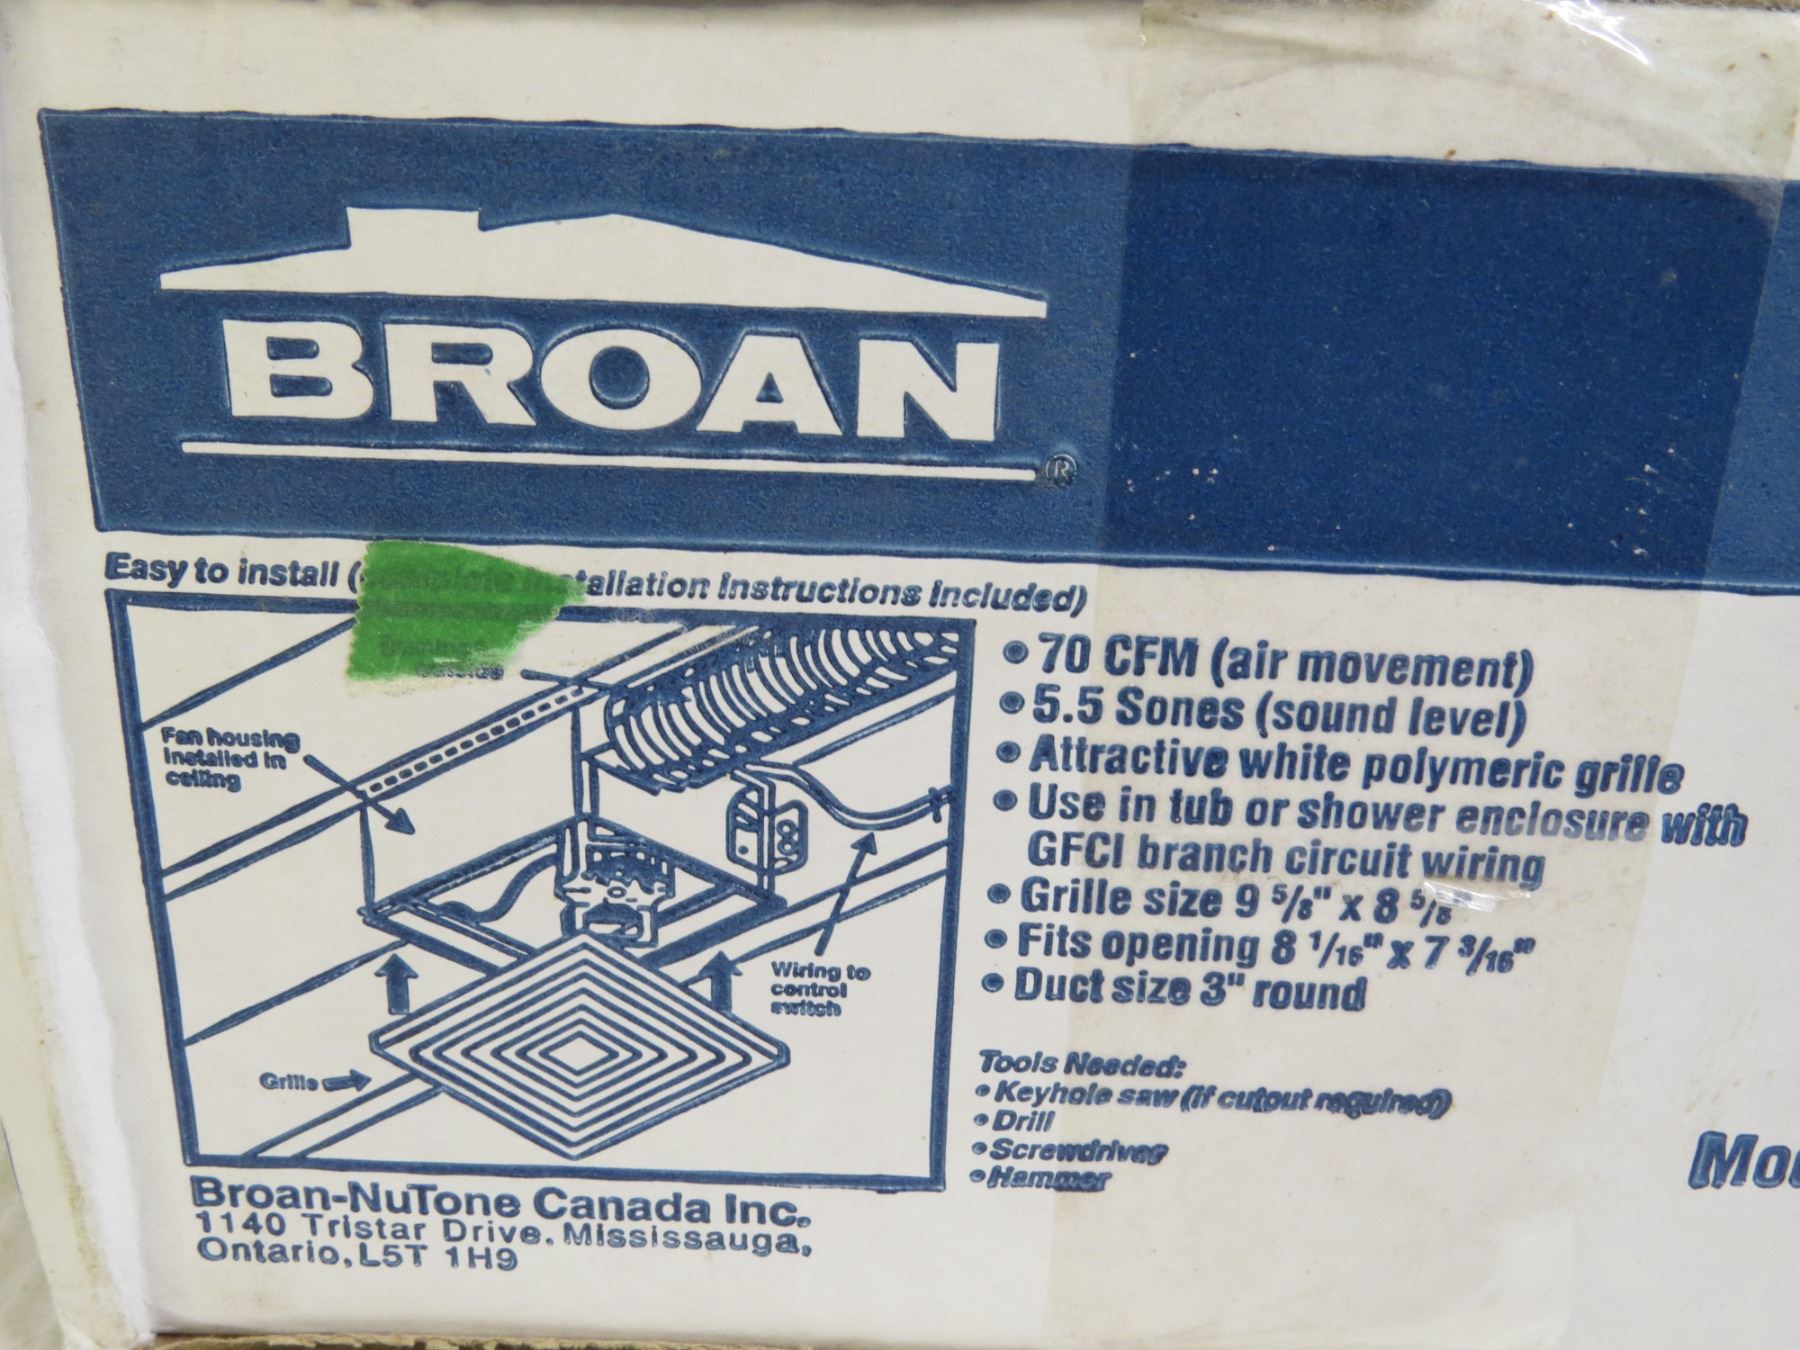 BROAN
®
Easy to install (complete installation instructions included)
Fan housing
installed in
ceiling
Wiring to
control
switch
Grille
• 70 CFM (air movement)
• 5.5 Sones (sound level)
• Attractive white polymeric grille
• Use in tub or shower enclosure with
GFCI branch circuit wiring
• Grille size 9 5/8" x 8 5/8"
• Fits opening 8 1/16" x 7 3/16"
• Duct size 3" round
Tools Needed:
• Keyhole saw (if cutout required)
• Drill
• Screwdriver
• Hammer
Mo
Broan-NuTone Canada Inc.
1140 Tristar Drive, Mississauga,
Ontario, L5T 1H9